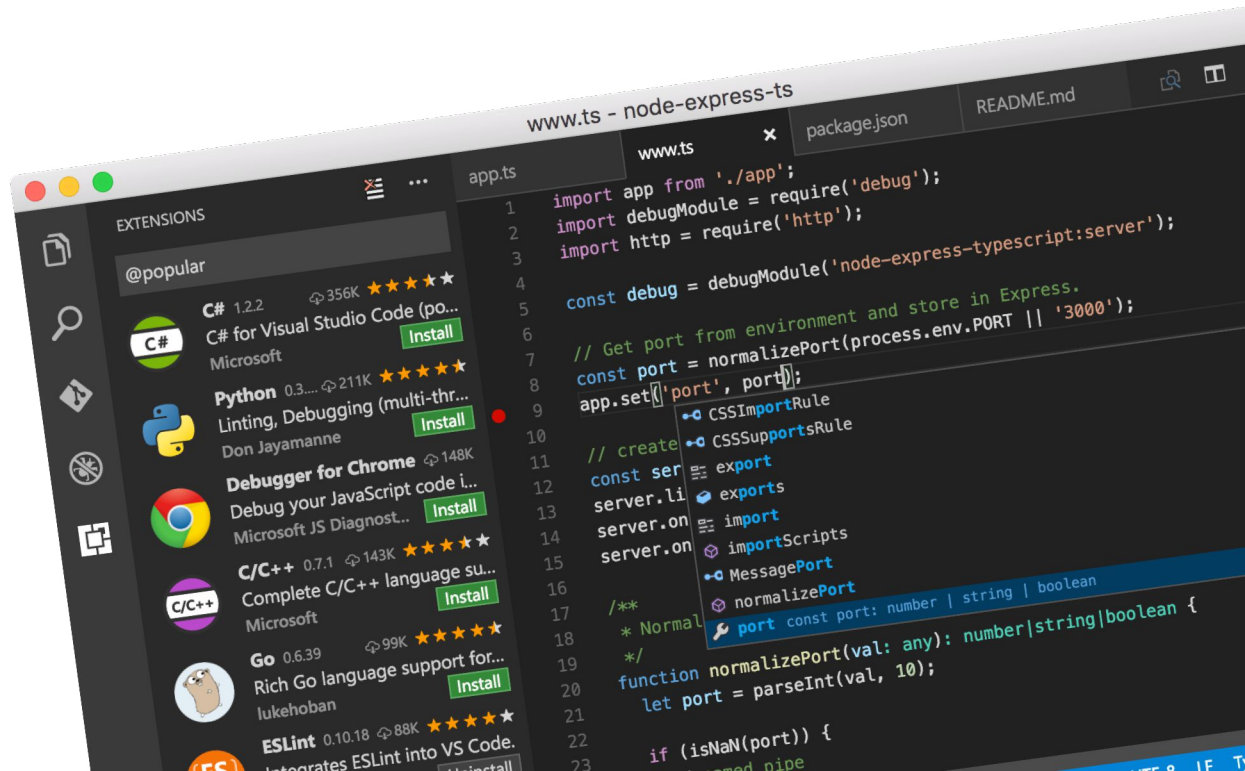 www.ts - node-express-ts
EXTENSIONS
@popular
C# 1.2.2 356K
C# for Visual Studio Code (po...
Microsoft
Install
C#
Python 0.3.... 211K
Linting, Debugging (multi-thr...
Don Jayamanne
Install
Debugger for Chrome 148K
Debug your JavaScript code i...
Microsoft JS Diagnost...
Install
C/C++ 0.7.1 143K
Complete C/C++ language su...
Microsoft
Install
C/C++
Go 0.6.39 99K
Rich Go language support for...
lukehoban
Install
ESLint 0.10.18 88K
Integrates ESLint into VS Code.
Uninstall
{ES}
app.ts
www.ts
package.json
README.md
1 import app from './app';
2 import debugModule = require('debug');
3 import http = require('http');
4
5 const debug = debugModule('node-express-typescript:server');
6
7 // Get port from environment and store in Express.
8 const port = normalizePort(process.env.PORT || '3000');
9 app.set('port', port);
10
11 // create
12 const ser
13 server.li
14 server.on
15 server.on
16
17 /**
18 * Normal
19 */
20 function normalizePort(val: any): number|string|boolean {
21 let port = parseInt(val, 10);
22
23 if (isNaN(port)) {
pipe
CSSImportRule
CSSSupportsRule
export
exports
import
importScripts
MessagePort
normalizePort
port const port: number | string | boolean
LF